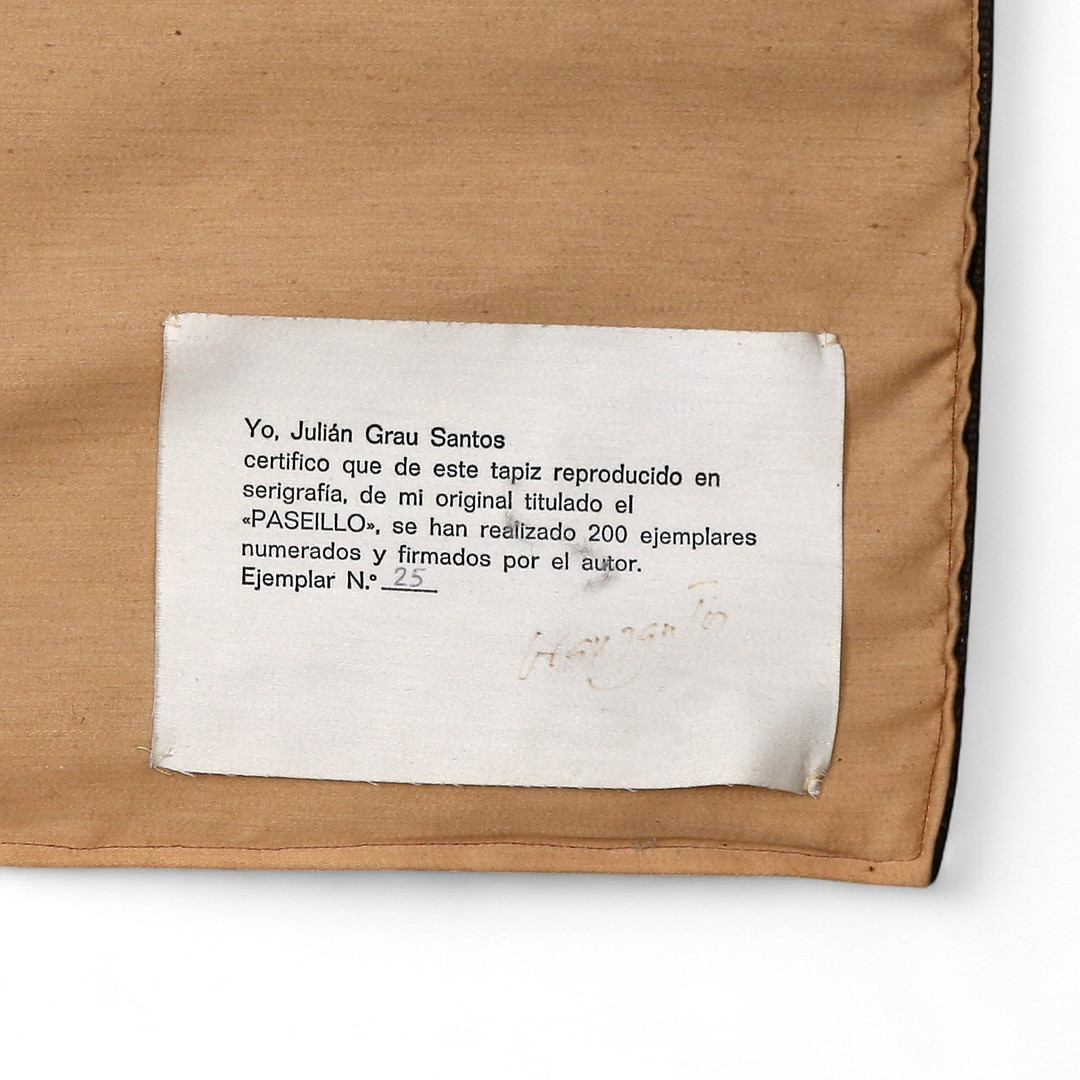 Yo, Julián Grau Santos
certifico que de este tapiz reproducido en
serigrafía, de mi original titulado el
«PASEILLO», se han realizado 200 ejemplares
numerados y firmados por el autor.
Ejemplar N.º 25